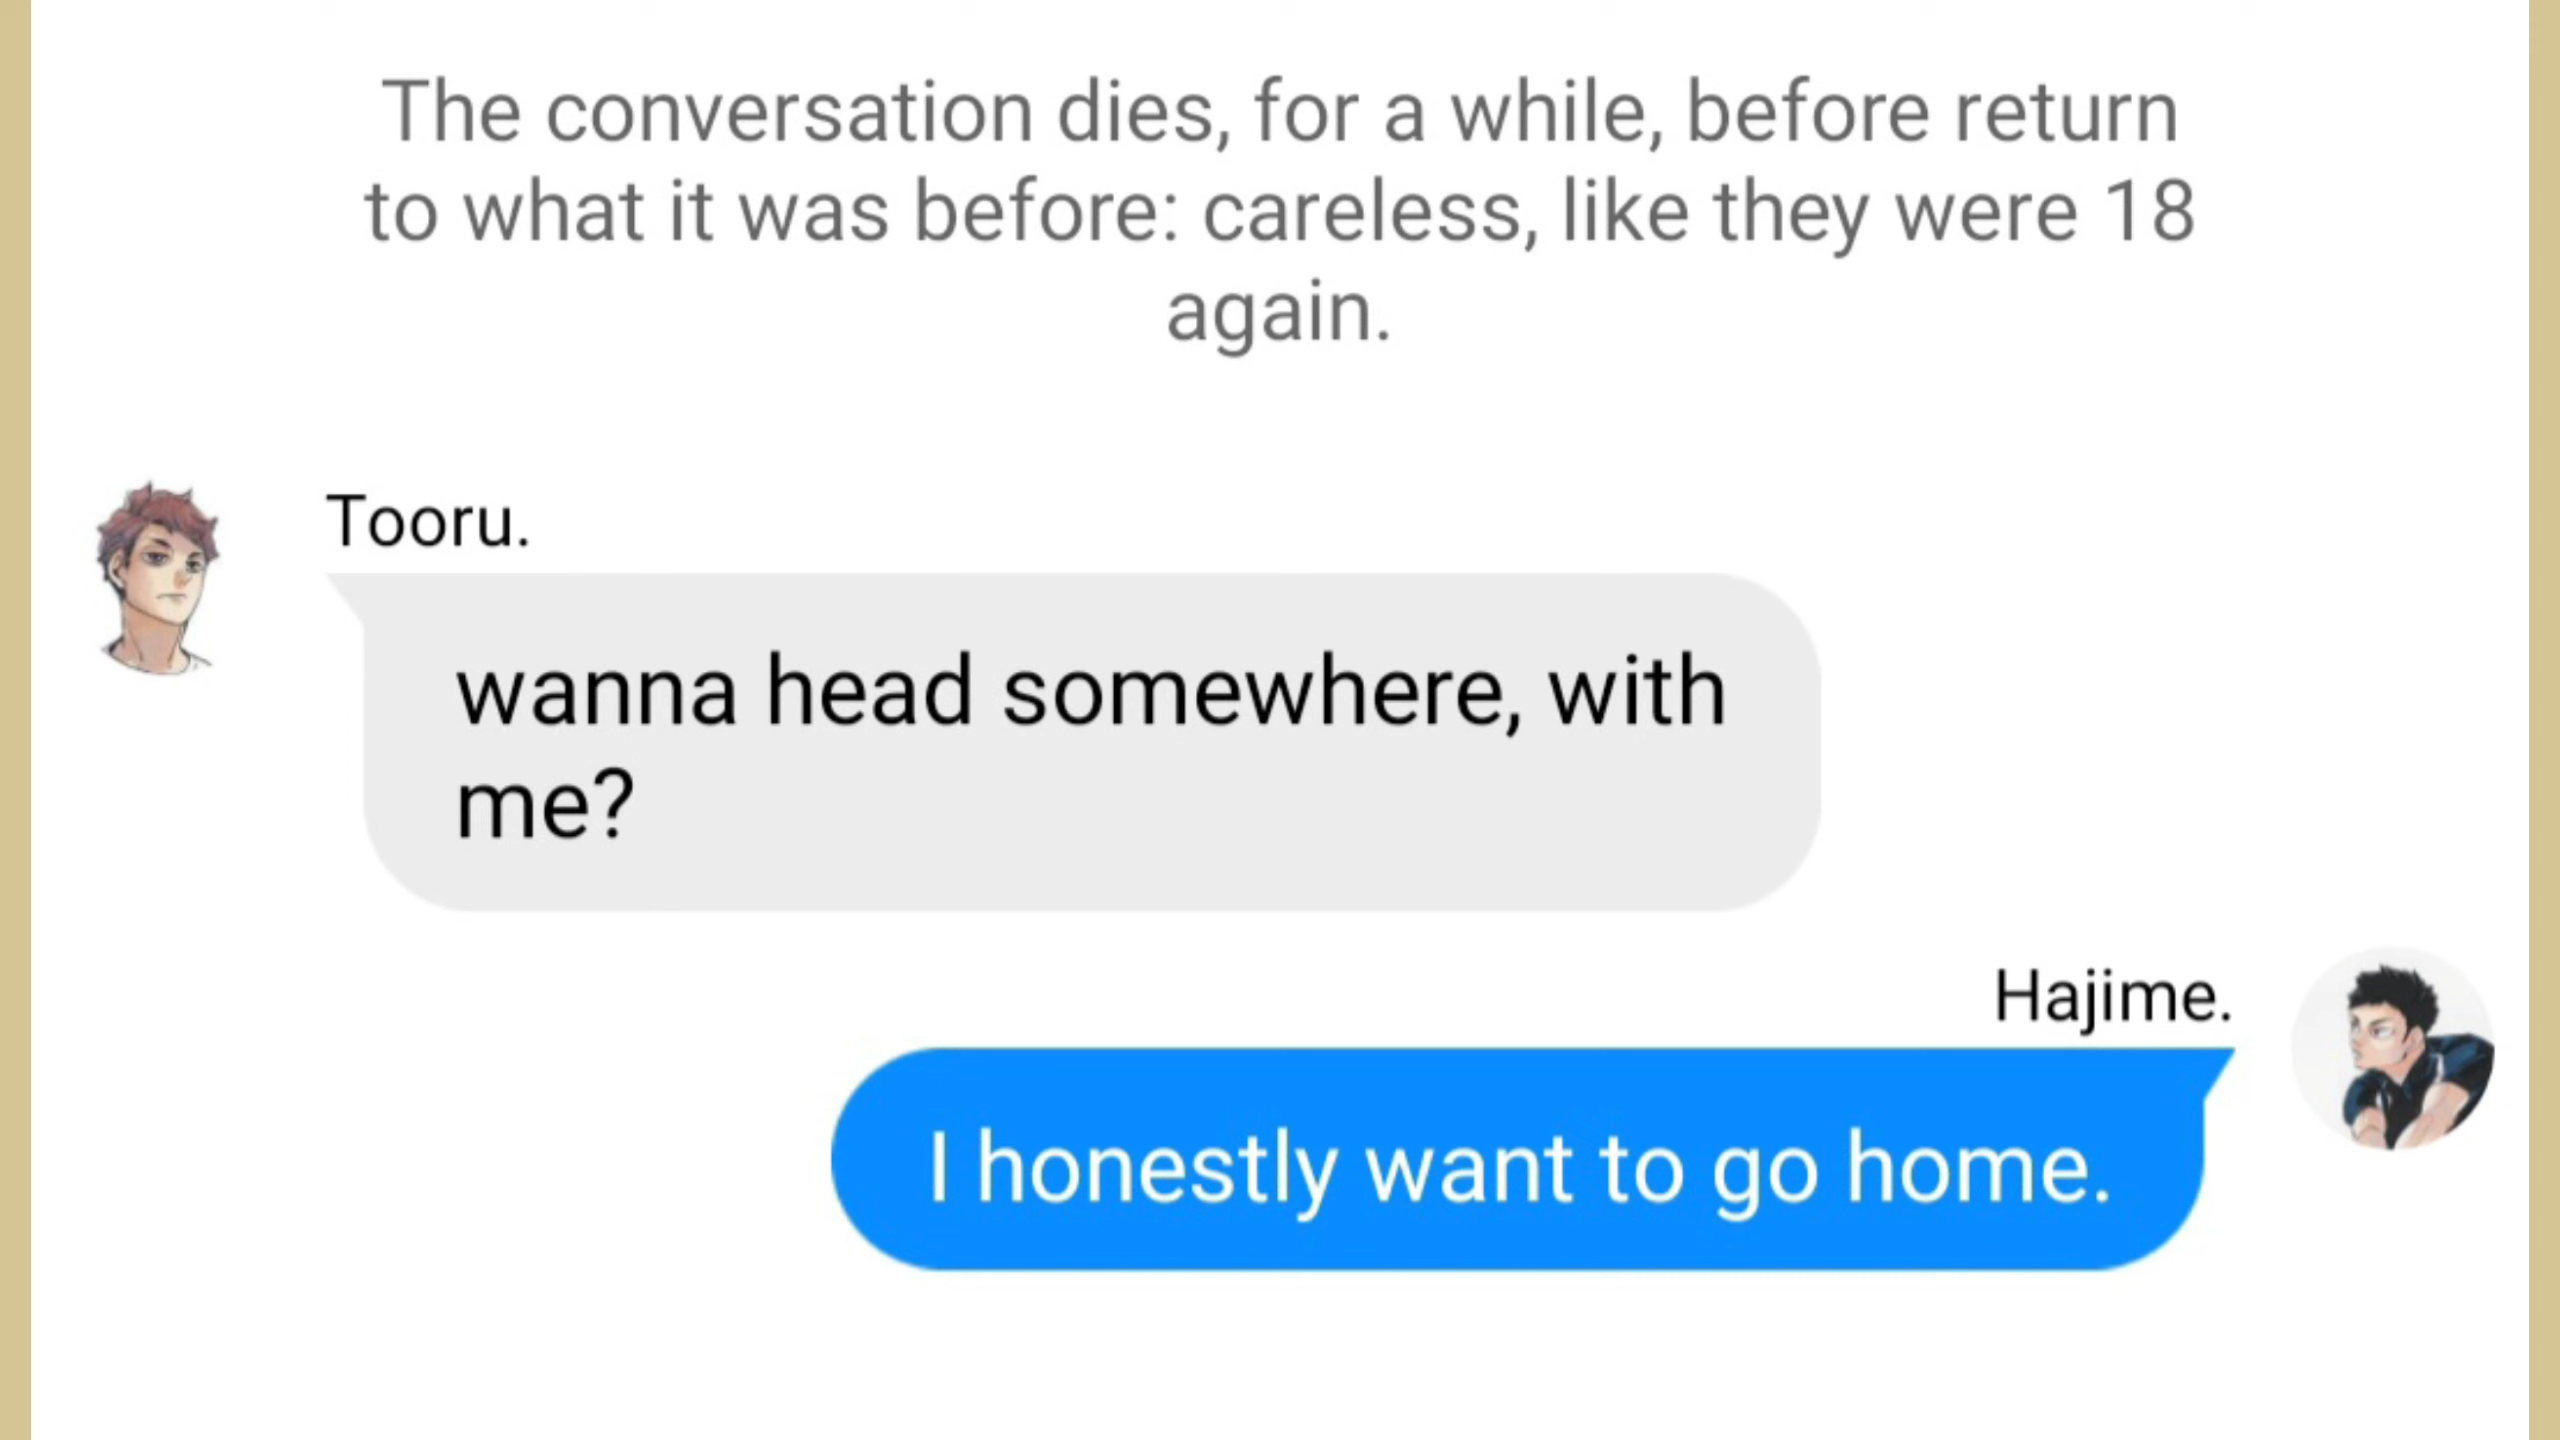 The conversation dies, for a while, before return
to what it was before: careless, like they were 18
again.
Tooru.
wanna head somewhere, with
me?
Hajime.
I honestly want to go home.